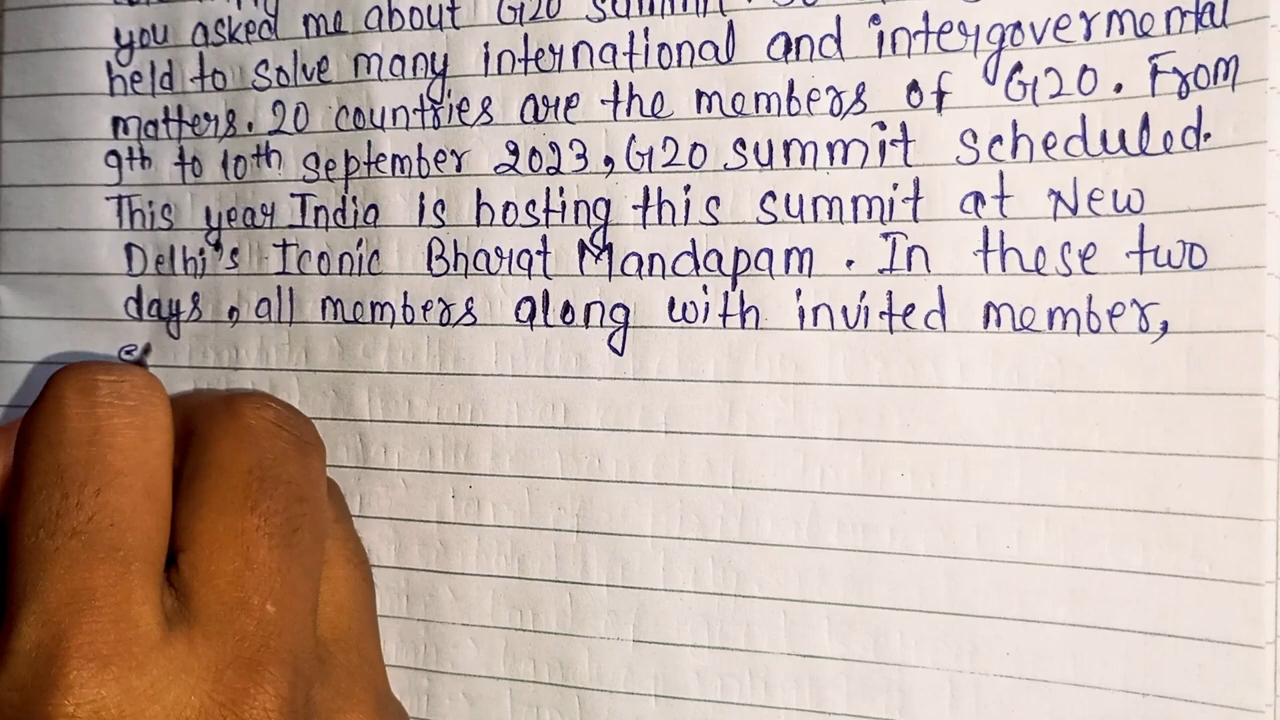 you asked me about G20 summit.
held to solve many international and intergovermental
matters. 20 countries are the members of G20. From
9th to 10th September 2023, G20 summit scheduled.
This year India is hosting this summit at New
Delhi's Iconic Bharat Mandapam. In these two
days, all members along with invited member,